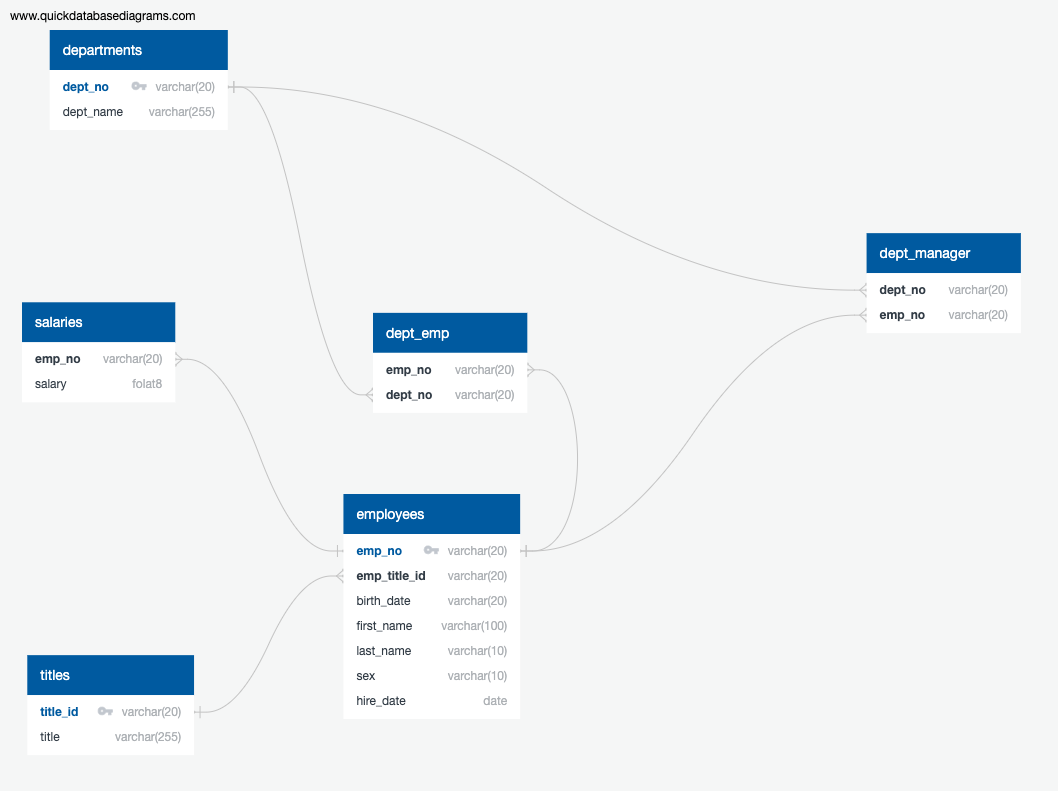 www.quickdatabasediagrams.com
departments
dept_no varchar(20)
dept_name varchar(255)
dept_manager
dept_no varchar(20)
emp_no varchar(20)
salaries
emp_no varchar(20)
salary folat8
dept_emp
emp_no varchar(20)
dept_no varchar(20)
employees
emp_no varchar(20)
emp_title_id varchar(20)
birth_date varchar(20)
first_name varchar(100)
last_name varchar(10)
sex varchar(10)
hire_date date
titles
title_id varchar(20)
title varchar(255)